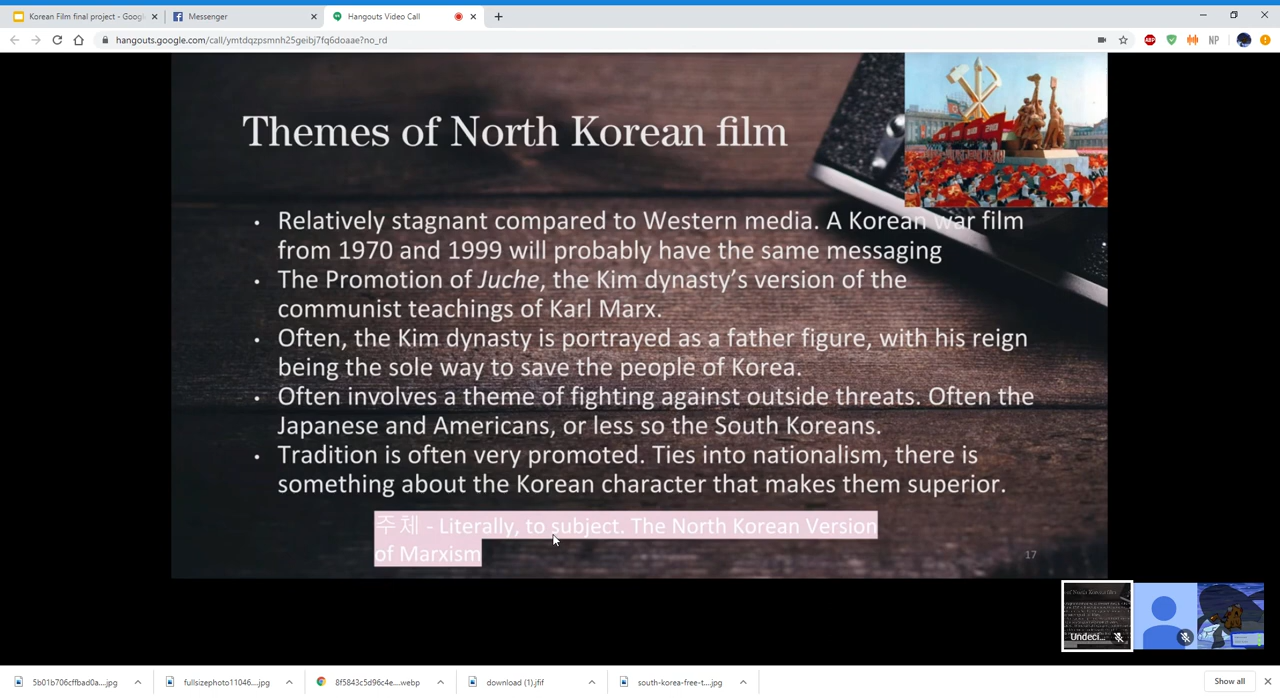 Korean Film final project - Googl
Messenger
Hangouts Video Call
hangouts.google.com/call/ymtdqzpsmnh25geibj7fq6doaae?no_rd
ABP
NP
Themes of North Korean film
• Relatively stagnant compared to Western media. A Korean war film
from 1970 and 1999 will probably have the same messaging
• The Promotion of Juche, the Kim dynasty’s version of the
communist teachings of Karl Marx.
• Often, the Kim dynasty is portrayed as a father figure, with his reign
being the sole way to save the people of Korea.
• Often involves a theme of fighting against outside threats. Often the
Japanese and Americans, or less so the South Koreans.
• Tradition is often very promoted. Ties into nationalism, there is
something about the Korean character that makes them superior.
주체 - Literally, to subject. The North Korean Version
of Marxism
17
Undeci...
5b01b706cffbad0a....jpg
fullsizephoto11046....jpg
8f5843c5d96c4e....webp
download (1).jfif
south-korea-free-t....jpg
Show all